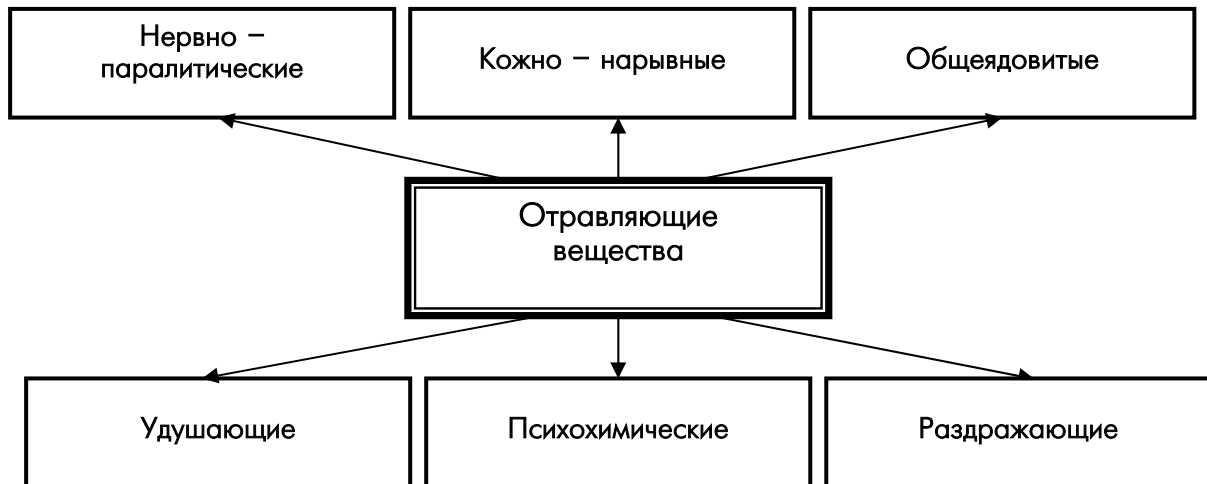 Нервно –
паралитические
Кожно – нарывные
Общеядовитые
Отравляющие
вещества
Удушающие
Психохимические
Раздражающие